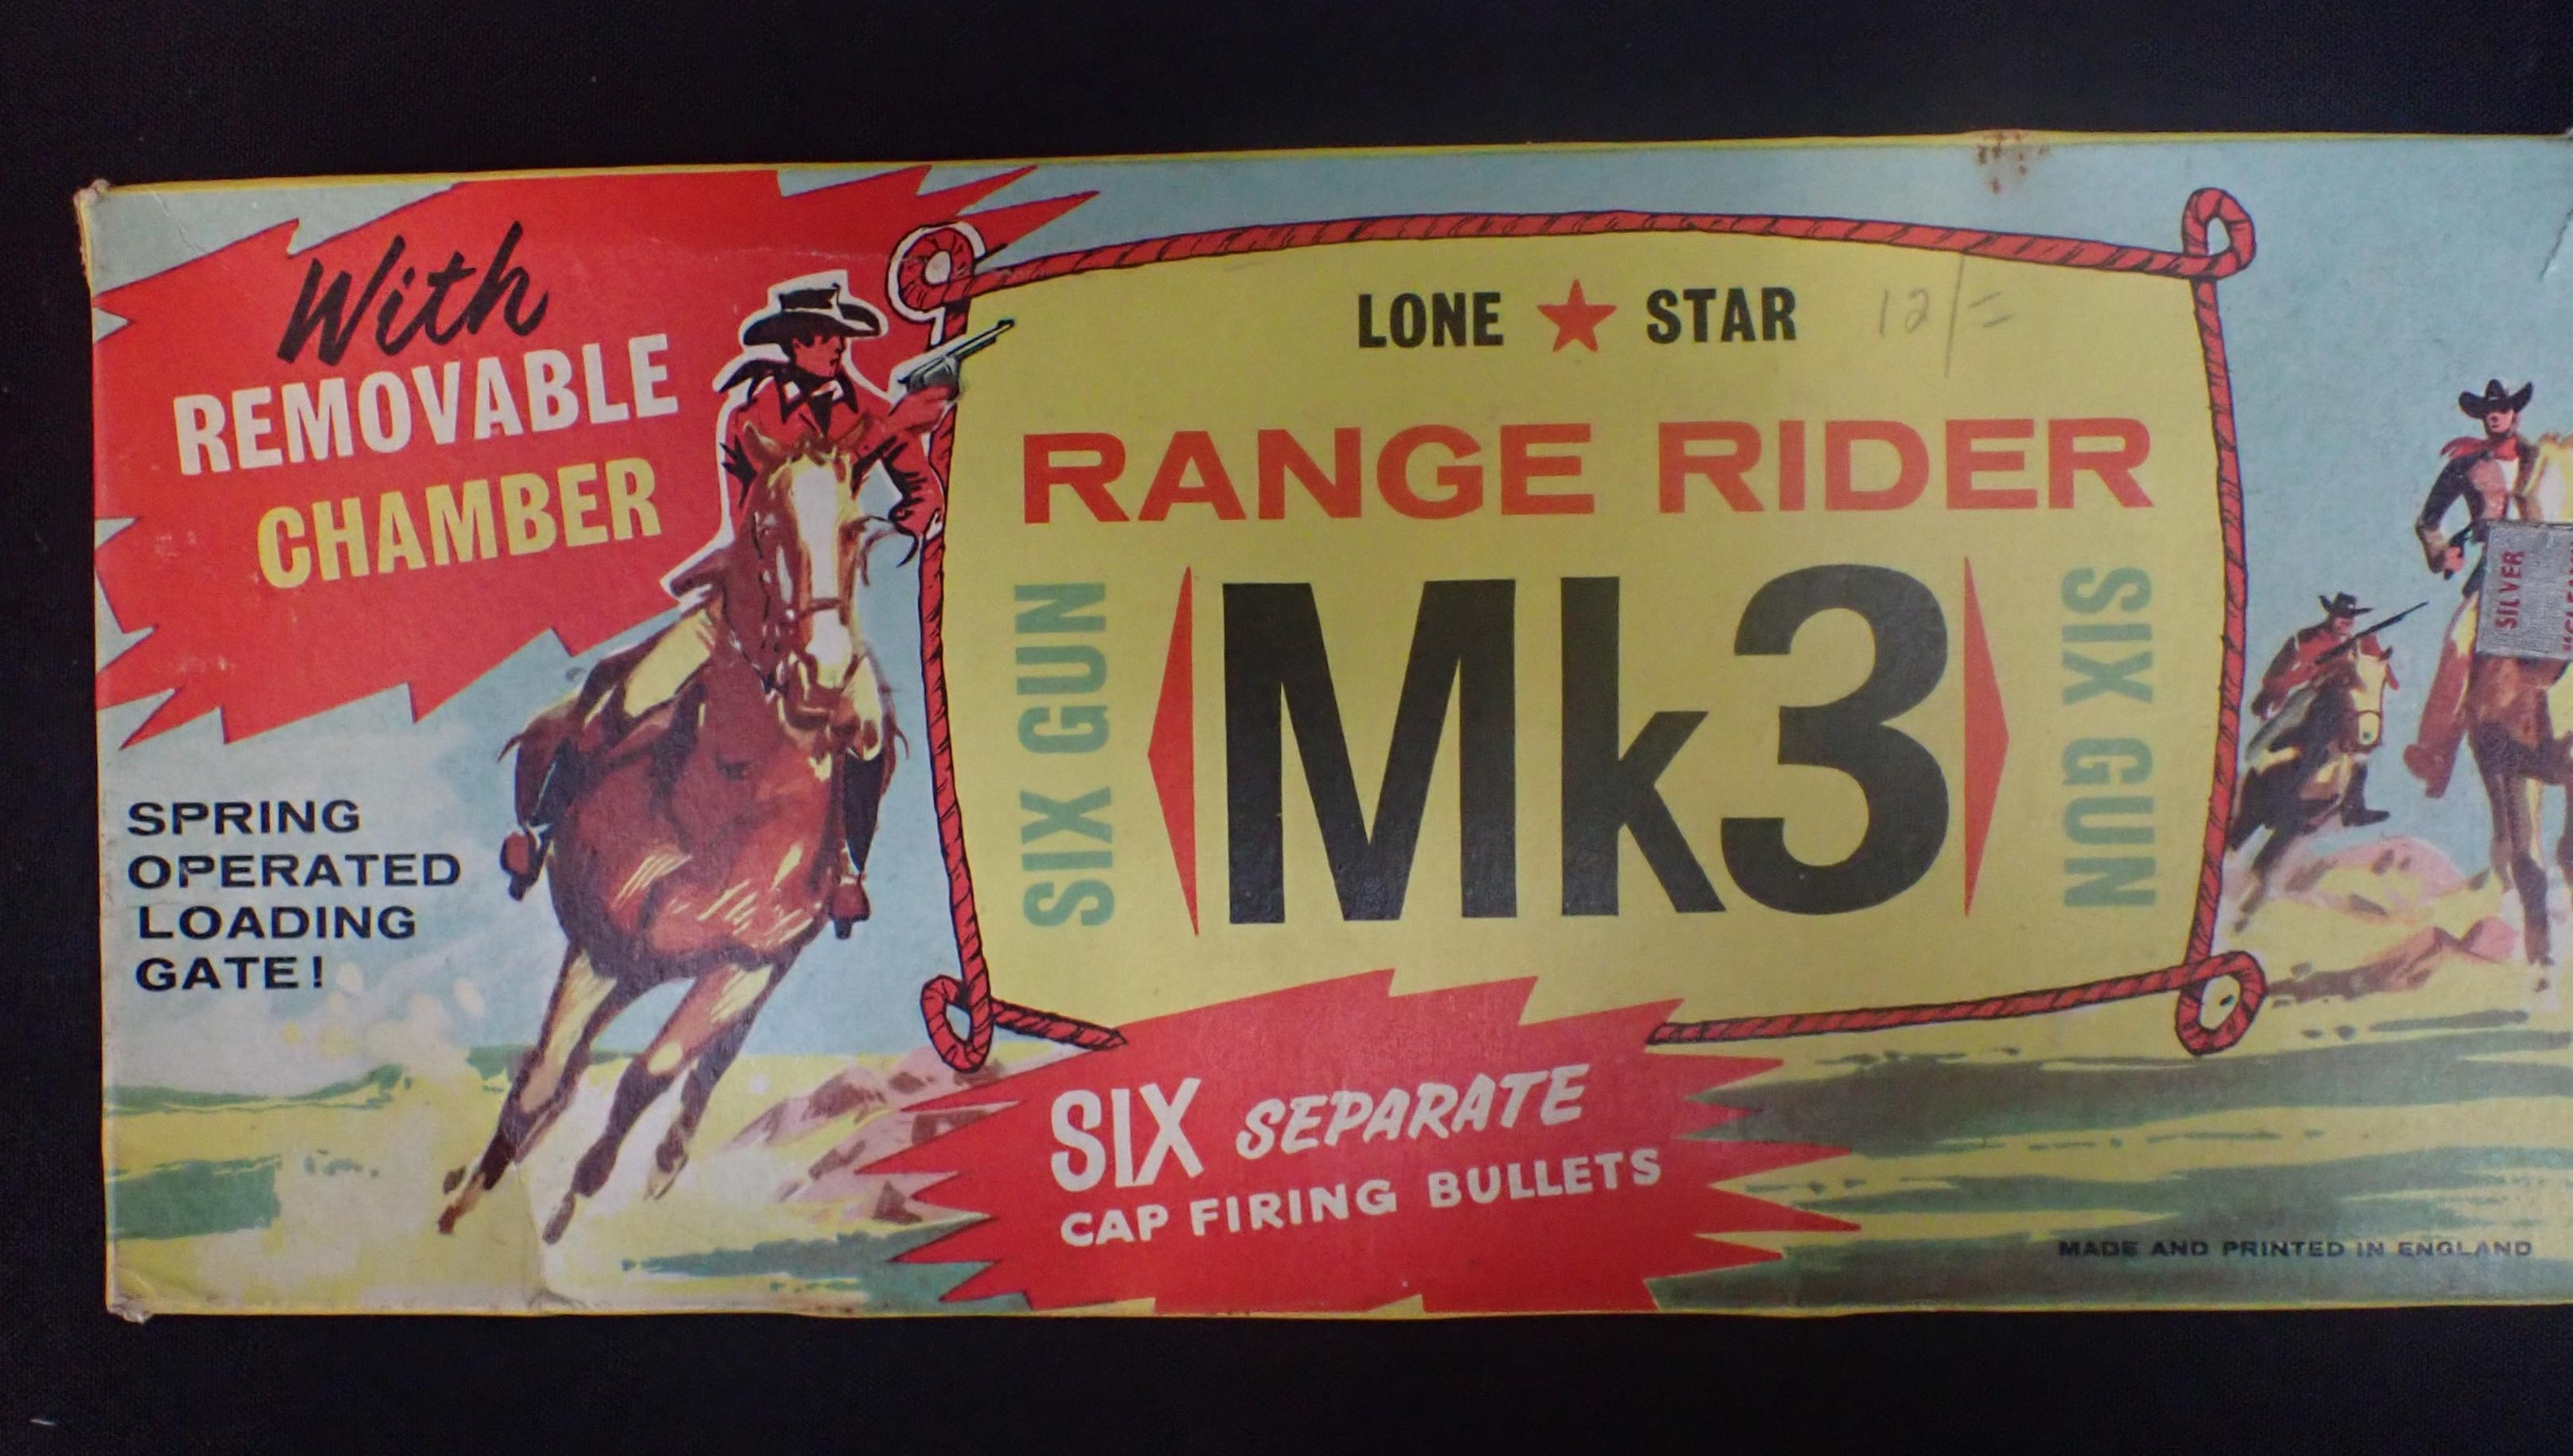 With
REMOVABLE
CHAMBER
SPRING
OPERATED
LOADING
GATE!
LONE ★ STAR
12/=
RANGE RIDER
SIX GUN
Mk3
SIX GUN
SIX SEPARATE
CAP FIRING BULLETS
SILVER
MADE AND PRINTED IN ENGLAND